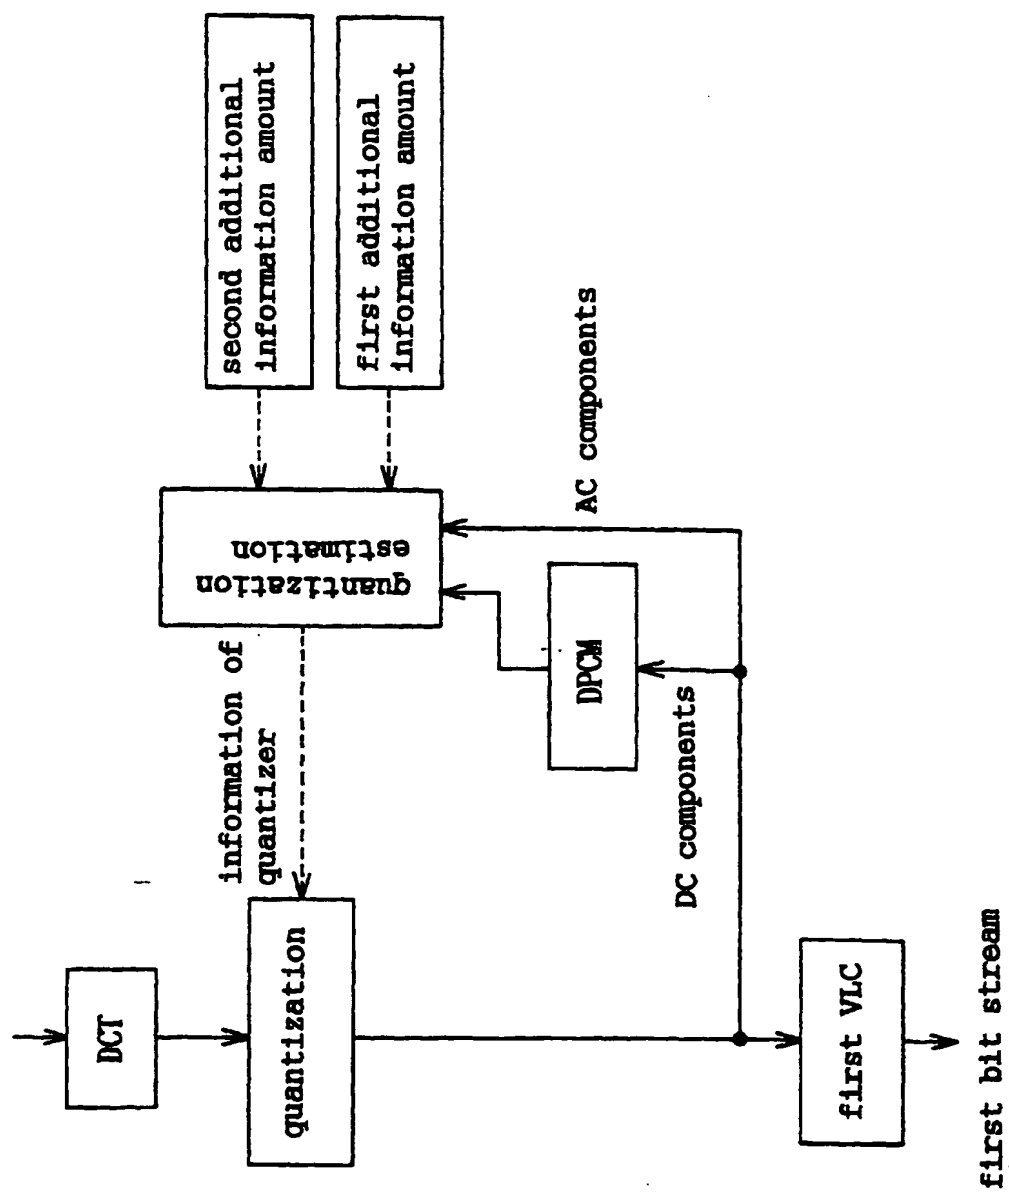 DCT
quantization
information of
quantizer
quantization
estimation
second additional
information amount
first additional
information amount
DPCM
DC components
AC components
first VLC
first bit stream